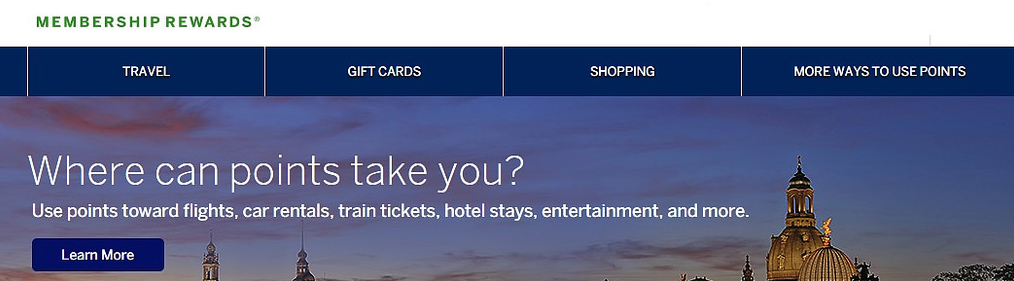 MEMBERSHIP REWARDS®
TRAVEL
GIFT CARDS
SHOPPING
MORE WAYS TO USE POINTS
Where can points take you?
Use points toward flights, car rentals, train tickets, hotel stays, entertainment, and more.
Learn More